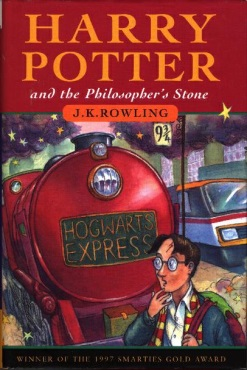 HARRY
POTTER
and the Philosopher's Stone
J.K.ROWLING
9¾
HOGWARTS
EXPRESS
WINNER OF THE 1997 SMARTIES GOLD AWARD